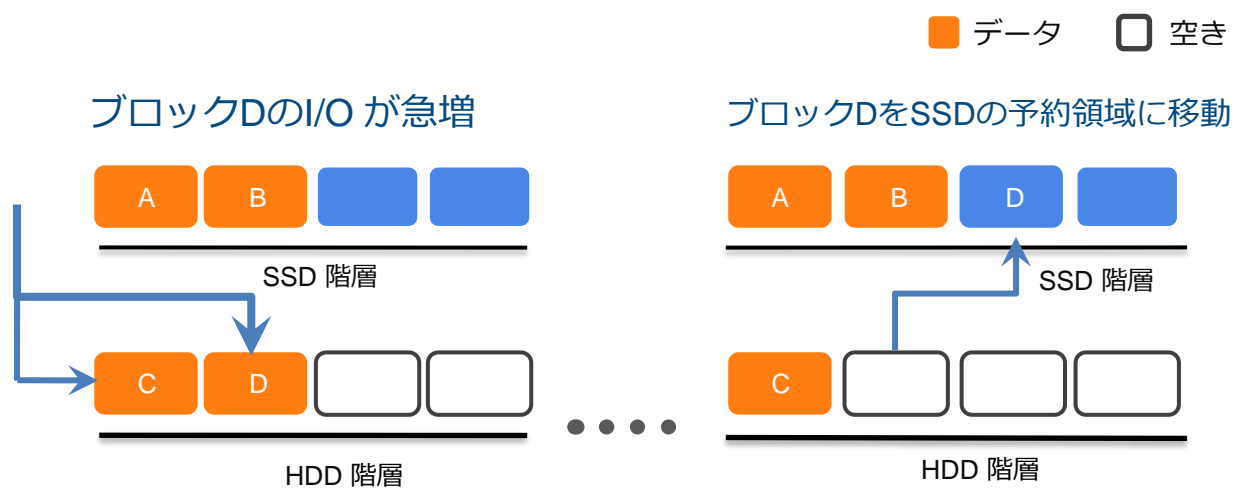 データ
空き
ブロックDのI/O が急増
ブロックDをSSDの予約領域に移動
A B
A B D
SSD 階層
SSD 階層
C D
C
HDD 階層
HDD 階層